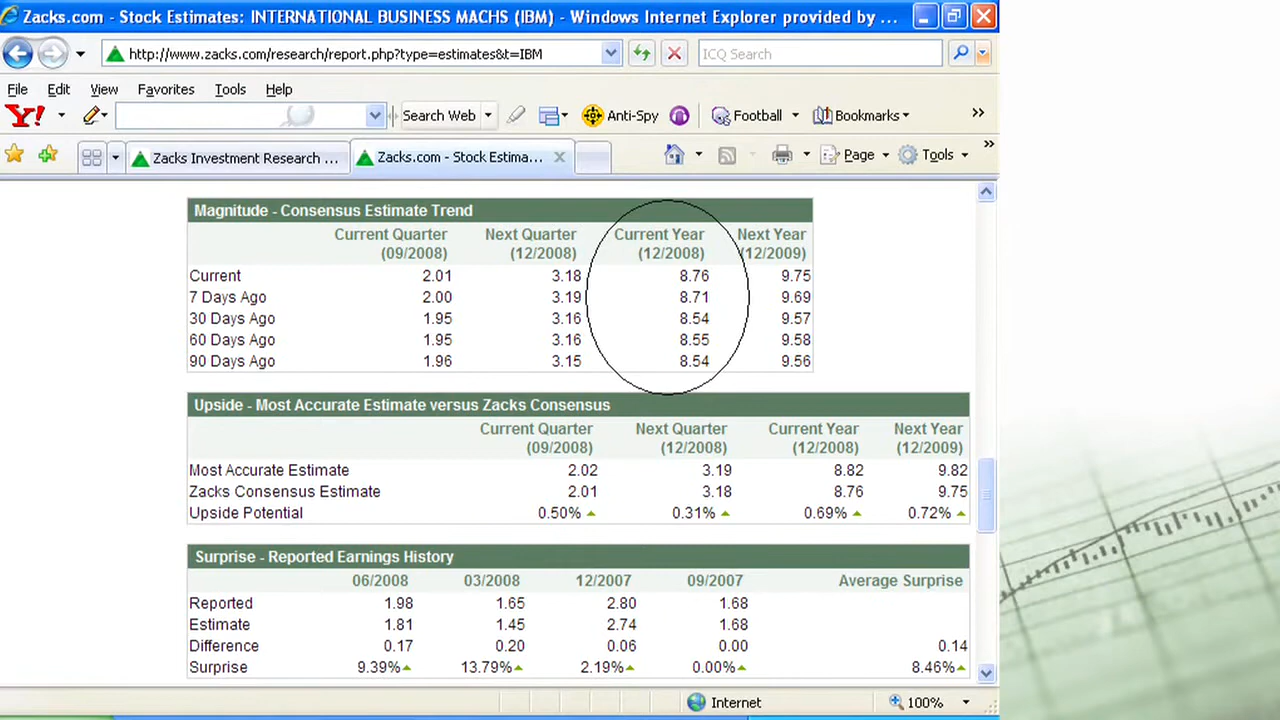 Zacks.com - Stock Estimates: INTERNATIONAL BUSINESS MACHS (IBM) - Windows Internet Explorer provided by ...
http://www.zacks.com/research/report.php?type=estimates&t=IBM ICQ Search
File Edit View Favorites Tools Help
Y! Search Web Anti-Spy Football Bookmarks »
Zacks Investment Research ... Zacks.com - Stock Estima... Page Tools »
Magnitude - Consensus Estimate Trend
Current Quarter Next Quarter Current Year Next Year
(09/2008) (12/2008) (12/2008) (12/2009)
Current 2.01 3.18 8.76 9.75
7 Days Ago 2.00 3.19 8.71 9.69
30 Days Ago 1.95 3.16 8.54 9.57
60 Days Ago 1.95 3.16 8.55 9.58
90 Days Ago 1.96 3.15 8.54 9.56
Upside - Most Accurate Estimate versus Zacks Consensus
Current Quarter Next Quarter Current Year Next Year
(09/2008) (12/2008) (12/2008) (12/2009)
Most Accurate Estimate 2.02 3.19 8.82 9.82
Zacks Consensus Estimate 2.01 3.18 8.76 9.75
Upside Potential 0.50% 0.31% 0.69% 0.72%
Surprise - Reported Earnings History
06/2008 03/2008 12/2007 09/2007 Average Surprise
Reported 1.98 1.65 2.80 1.68
Estimate 1.81 1.45 2.74 1.68
Difference 0.17 0.20 0.06 0.00 0.14
Surprise 9.39% 13.79% 2.19% 0.00% 8.46%
Internet 100%